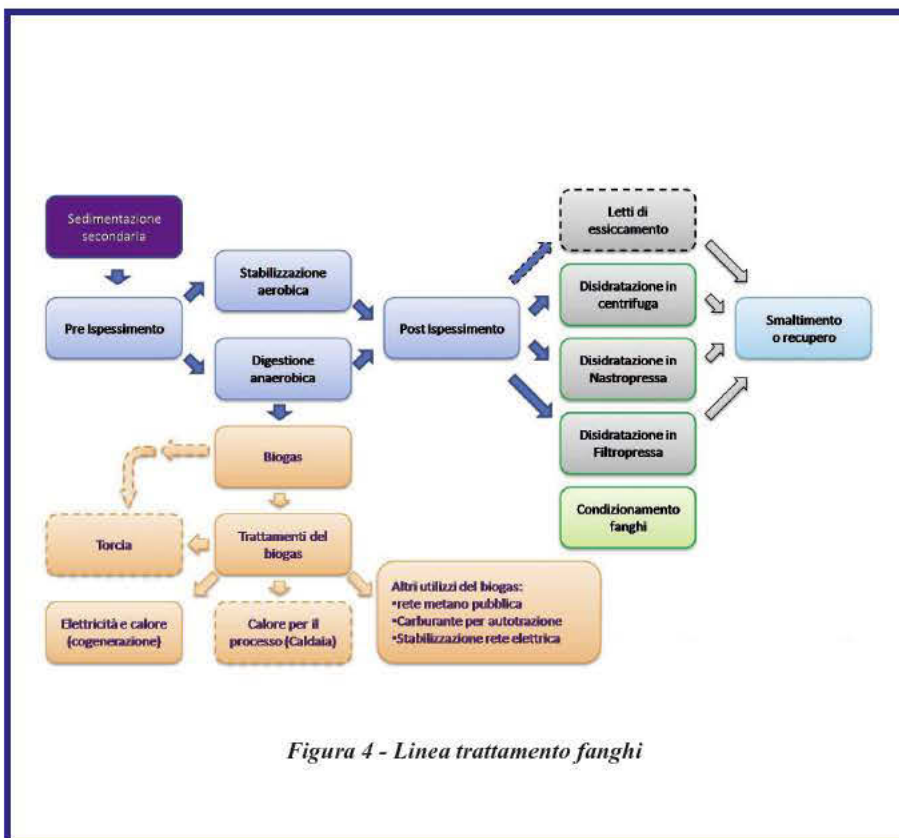 Sedimentazione
secondaria
Pre Ispessimento
Stabilizzazione
aerobica
Digestione
anaerobica
Post Ispessimento
Letti di
essiccamento
Disidratazione in
centrifuga
Disidratazione in
Nastropressa
Disidratazione in
Filtropressa
Condizionamento
fanghi
Smaltimento
o recupero
Biogas
Torcia
Trattamenti del
biogas
Elettricità e calore
(cogenerazione)
Calore per il
processo (Caldaia)
Altri utilizzi del biogas:
•rete metano pubblica
•Carburante per autotrazione
•Stabilizzazione rete elettrica
Figura 4 - Linea trattamento fanghi